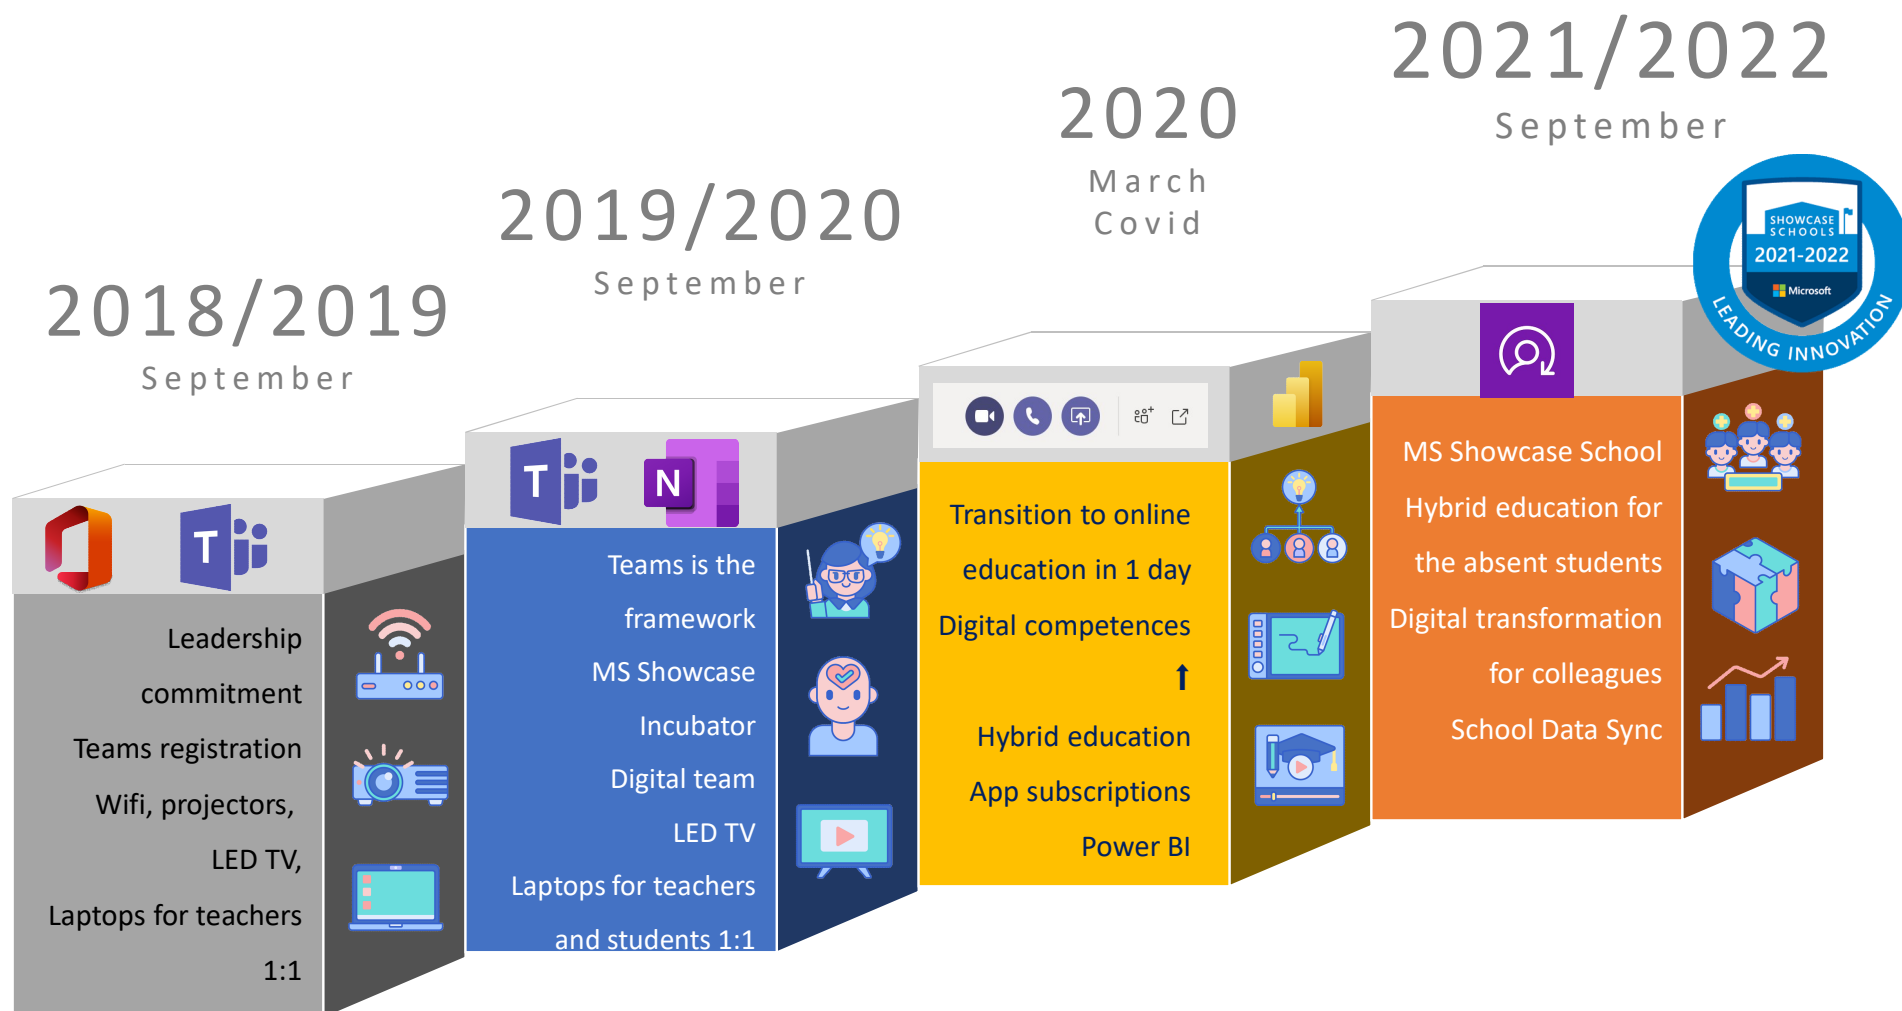 2018/2019
September
T
Leadership
commitment
Teams registration
Wifi, projectors,
LED TV,
Laptops for teachers
1:1
2019/2020
September
T
N
Teams is the
framework
MS Showcase
Incubator
Digital team
LED TV
Laptops for teachers
and students 1:1
2020
March
Covid
Transition to online
education in 1 day
Digital competences
⬆
Hybrid education
App subscriptions
Power BI
2021/2022
September
SHOWCASE
SCHOOLS
2021-2022
Microsoft
LEADING INNOVATION
MS Showcase School
Hybrid education for
the absent students
Digital transformation
for colleagues
School Data Sync